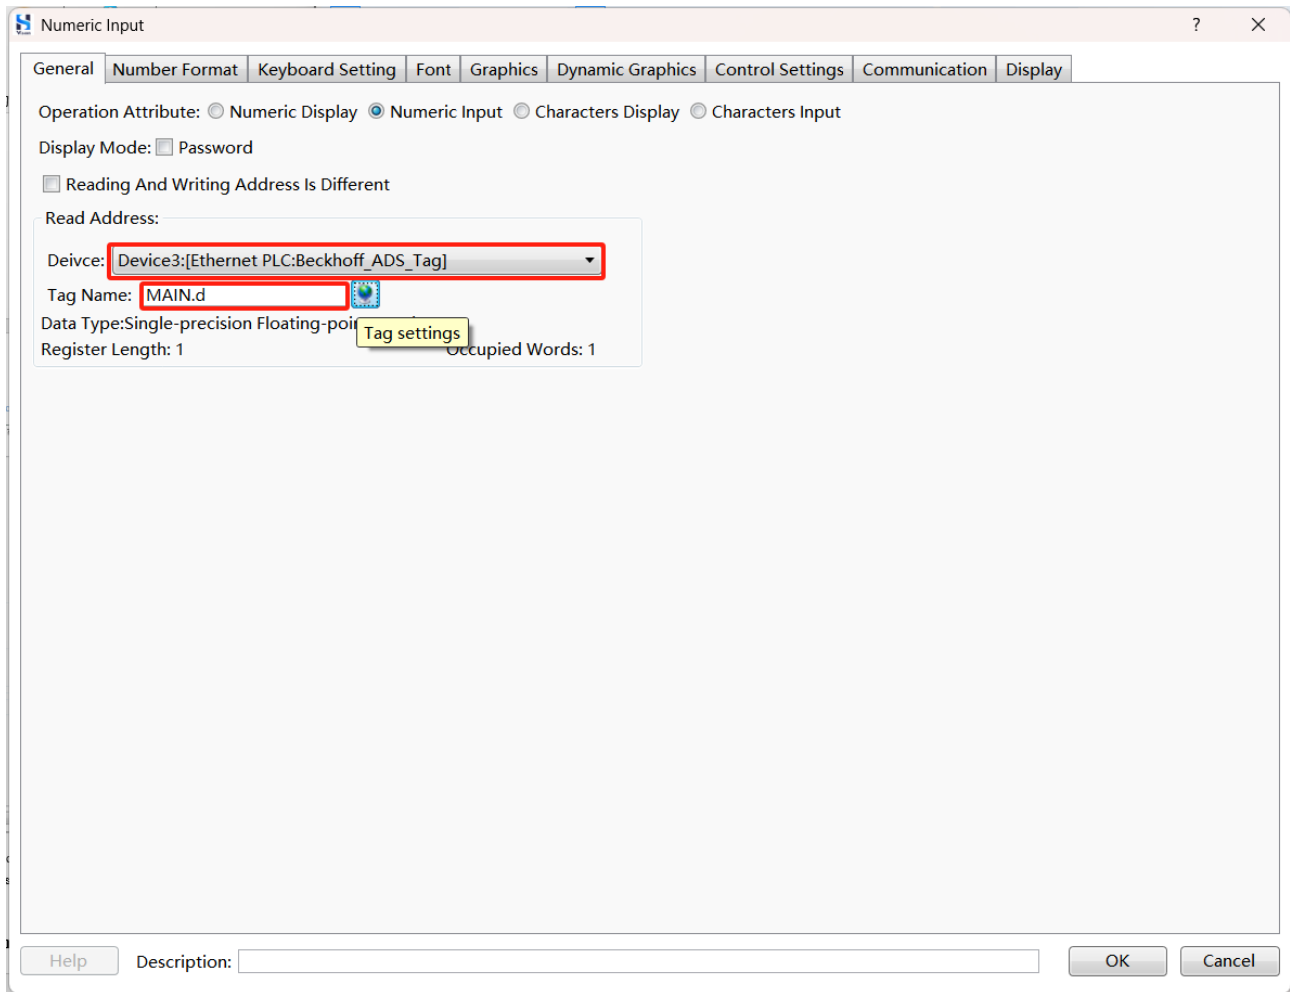 Numeric Input
General Number Format Keyboard Setting Font Graphics Dynamic Graphics Control Settings Communication Display
Operation Attribute: Numeric Display Numeric Input Characters Display Characters Input
Display Mode: Password
Reading And Writing Address Is Different
Read Address:
Deivce: Device3:[Ethernet PLC:Beckhoff_ADS_Tag]
Tag Name: MAIN.d
Data Type:Single-precision Floating-poi
Tag settings
Register Length: 1 Occupied Words: 1
Help Description: OK Cancel